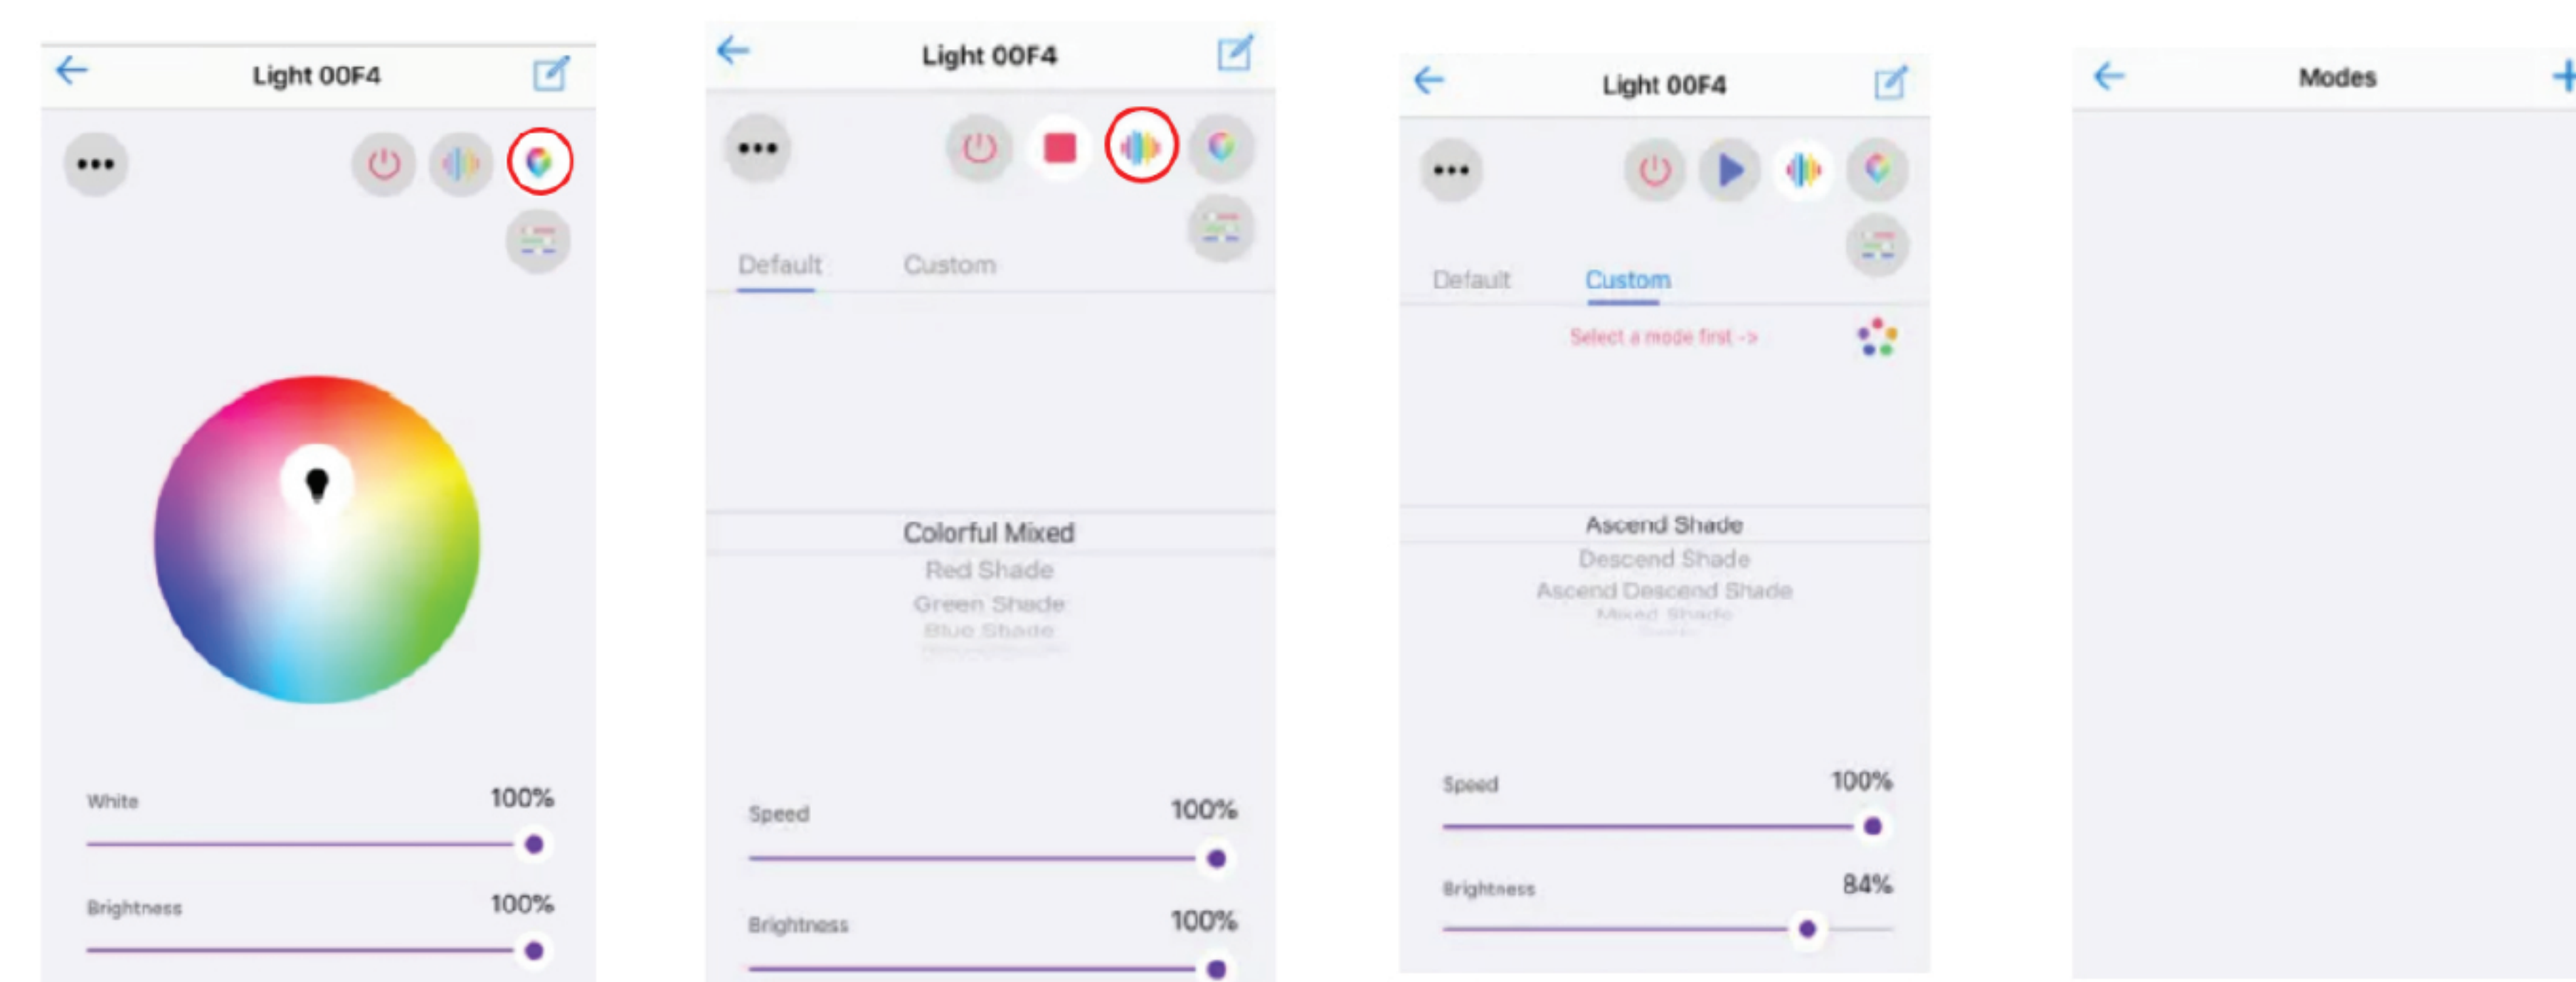 Light 00F4
White 100%
Brightness 100%
Light 00F4
Default Custom
Colorful Mixed
Red Shade
Green Shade
Blue Shade
Speed 100%
Brightness 100%
Light 00F4
Default Custom
Select a mode first ->
Ascend Shade
Descend Shade
Ascend Descend Shade
Mixed Shade
Speed 100%
Brightness 84%
Modes